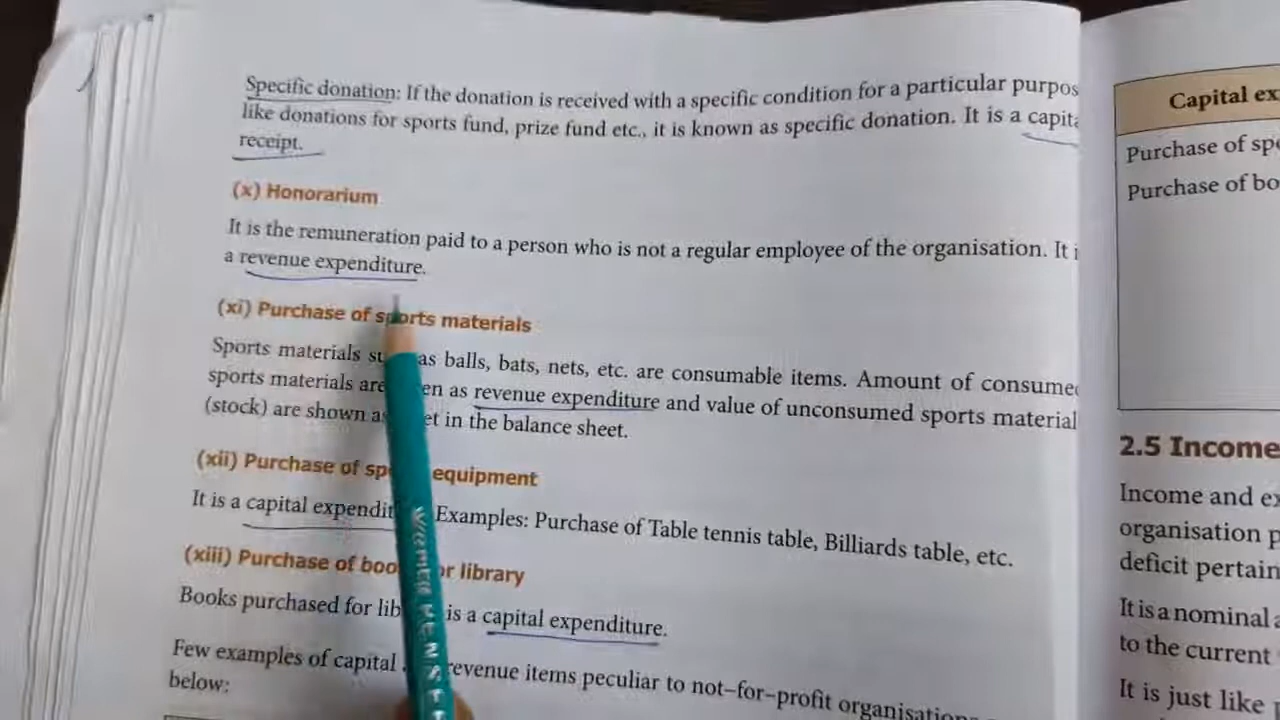 Specific donation: If the donation is received with a specific condition for a particular purpos
like donations for sports fund, prize fund etc., it is known as specific donation. It is a capita
receipt.
(x) Honorarium
It is the remuneration paid to a person who is not a regular employee of the organisation. It i
a revenue expenditure.
(xi) Purchase of sports materials
Sports materials su as balls, bats, nets, etc. are consumable items. Amount of consume
sports materials are en as revenue expenditure and value of unconsumed sports material
(stock) are shown as et in the balance sheet.
(xii) Purchase of sp equipment
It is a capital expendit Examples: Purchase of Table tennis table, Billiards table, etc.
(xiii) Purchase of boo or library
Books purchased for lib is a capital expenditure.
Few examples of capital revenue items peculiar to not–for–profit organisations
below:
Capital ex
Purchase of spo
Purchase of bo
2.5 Income
Income and ex
organisation p
deficit pertain
It is a nominal a
to the current
It is just like